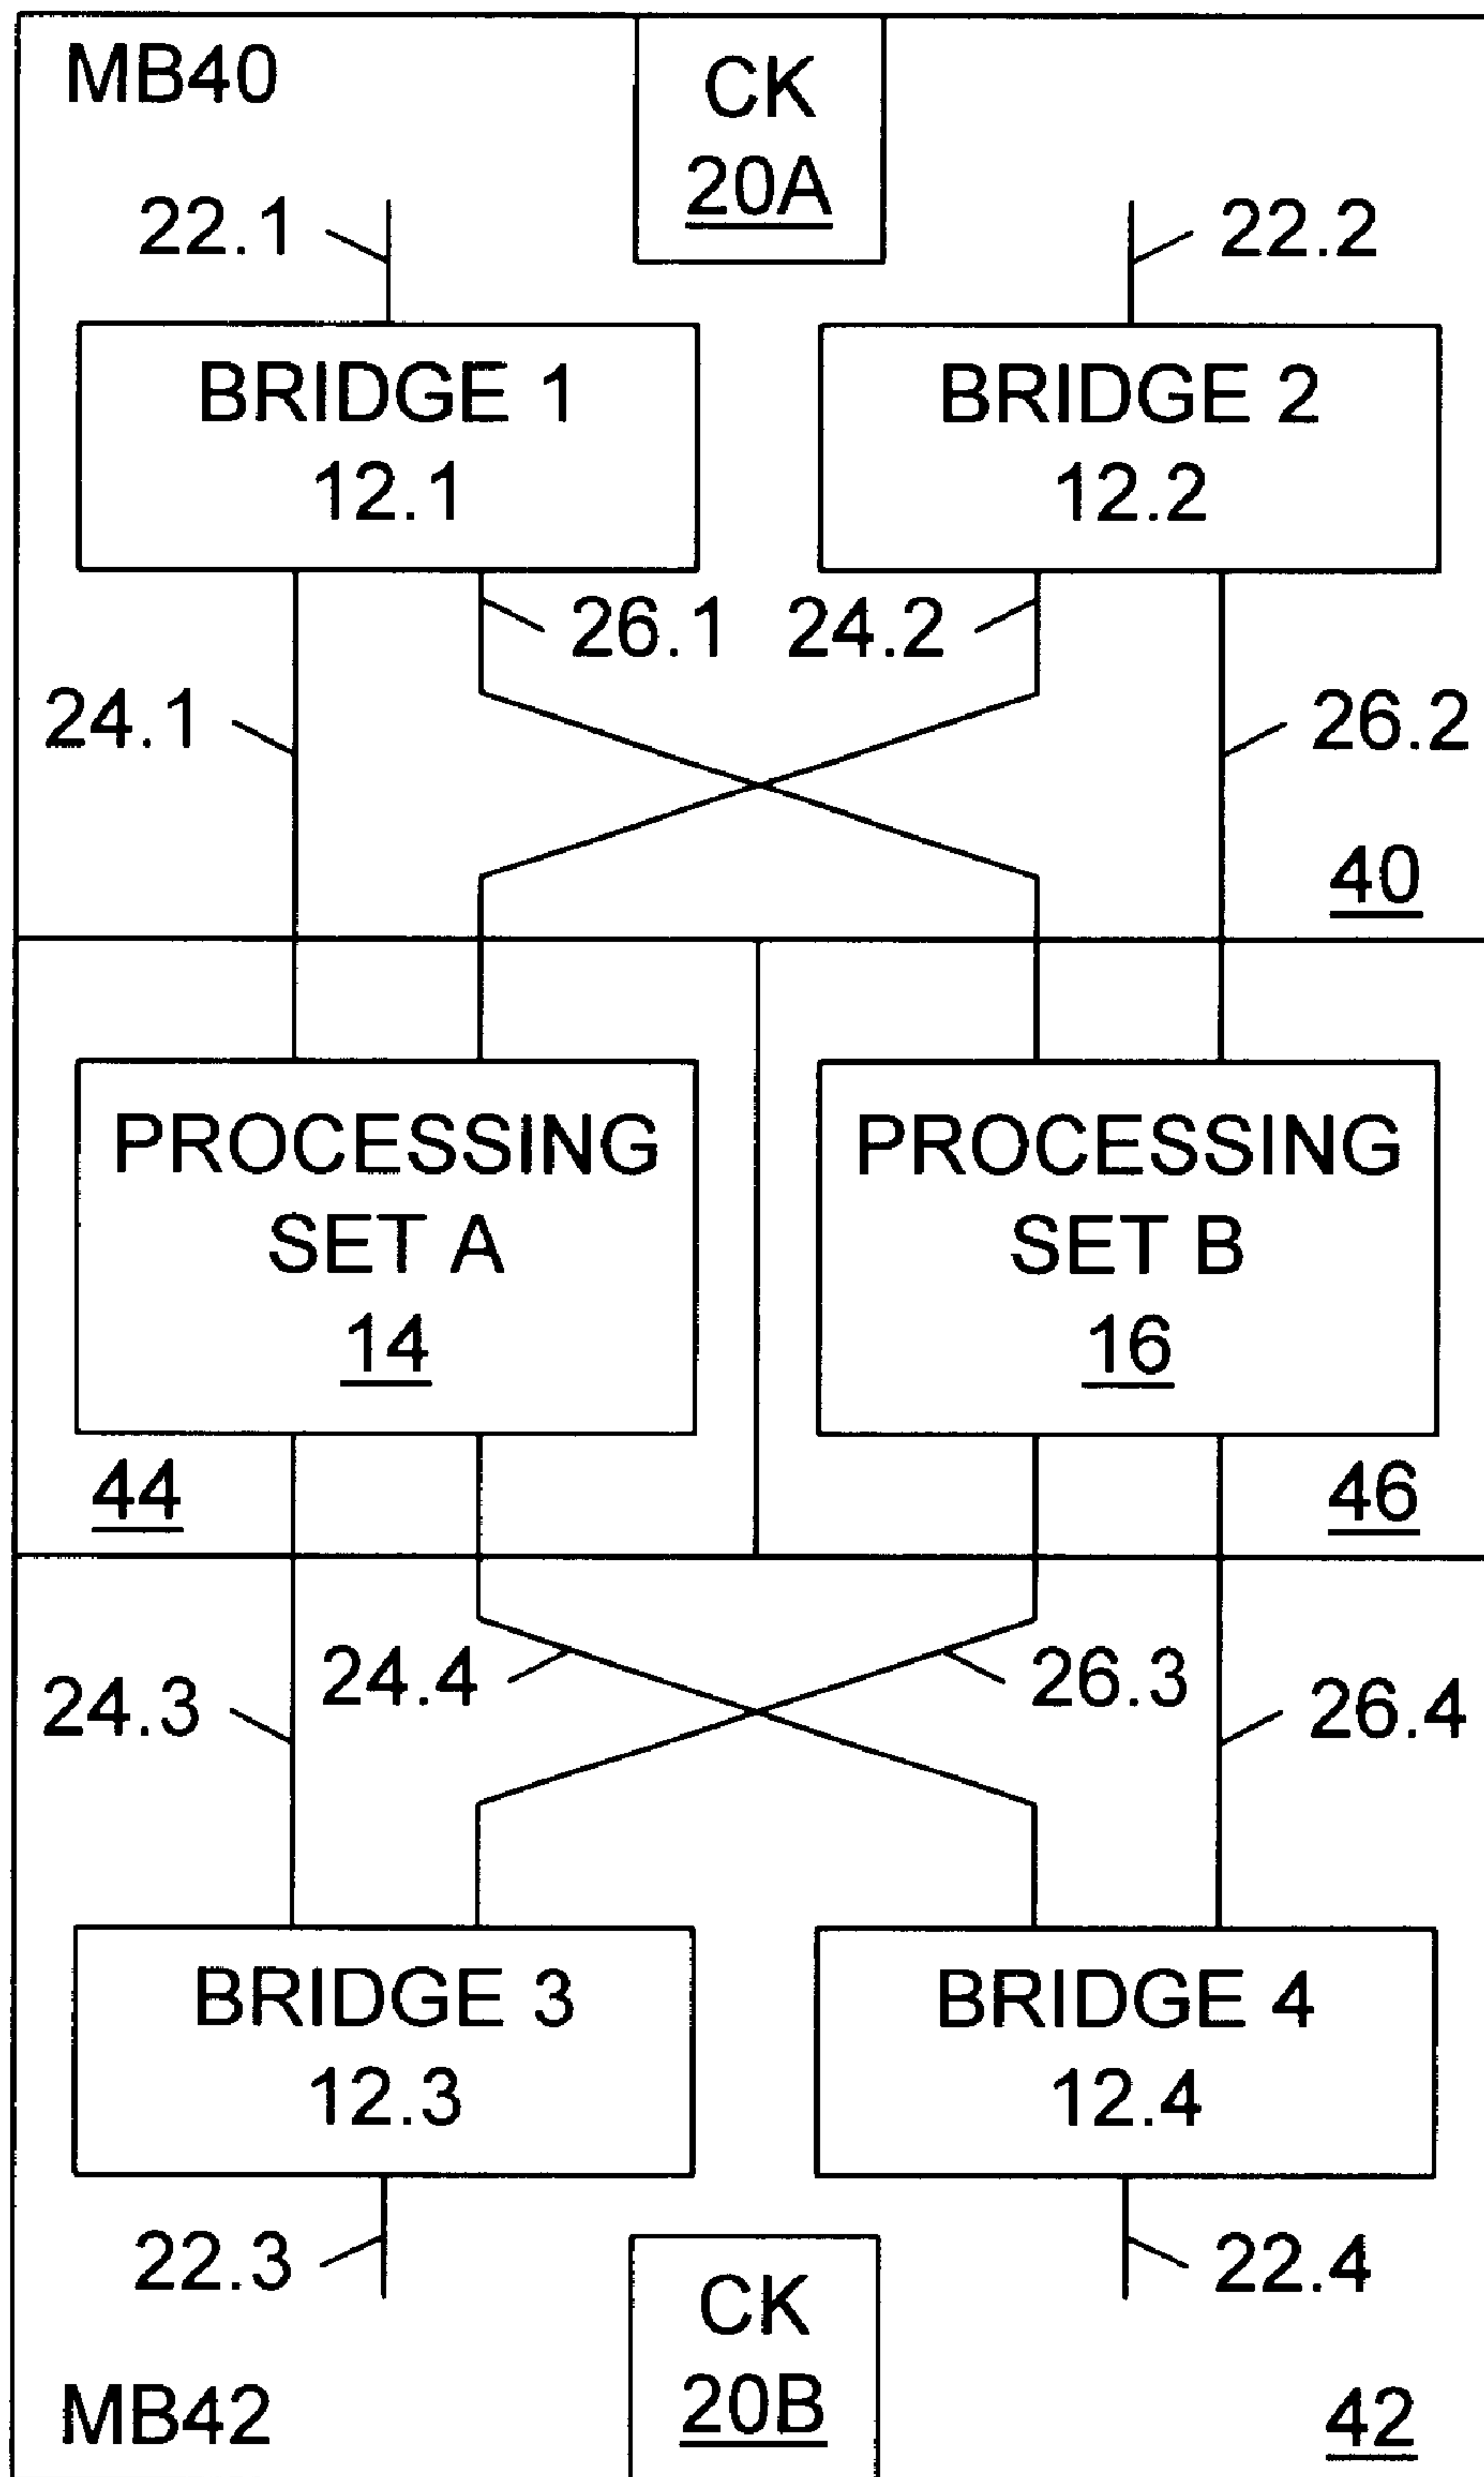 MB40
CK
20A
22.1
22.2
BRIDGE 1
12.1
BRIDGE 2
12.2
26.1
24.2
24.1
26.2
40
PROCESSING
SET A
14
PROCESSING
SET B
16
44
46
24.4
26.3
24.3
26.4
BRIDGE 3
12.3
BRIDGE 4
12.4
22.3
22.4
CK
20B
MB42
42